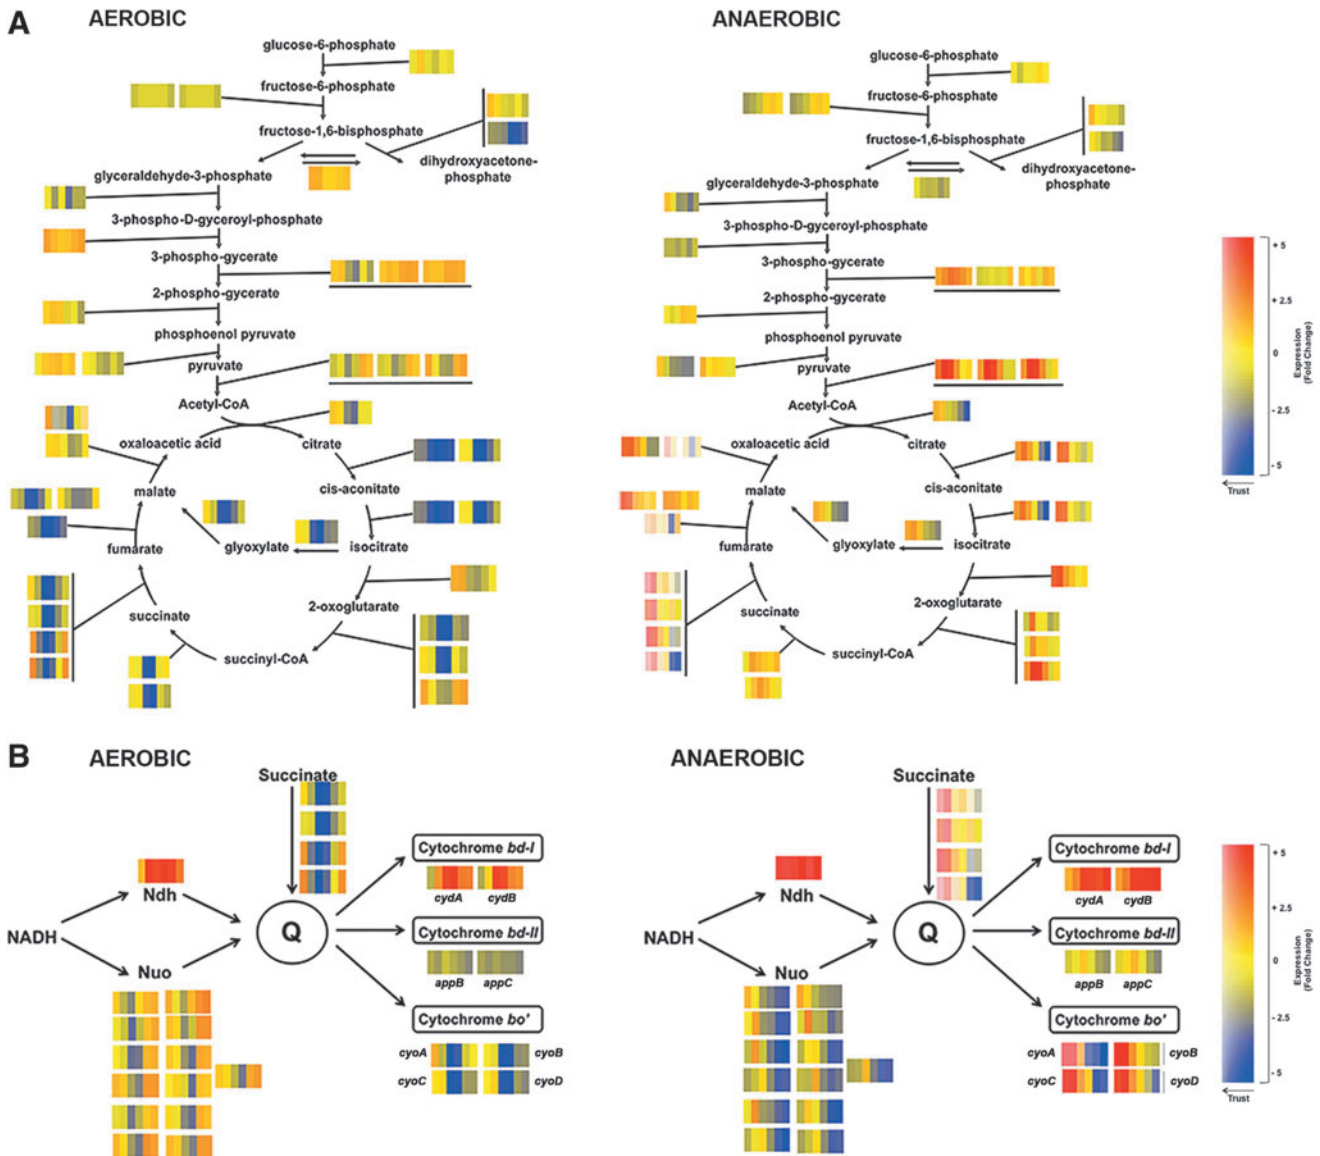 A
AEROBIC
glucose-6-phosphate
fructose-6-phosphate
fructose-1,6-bisphosphate
dihydroxyacetone-
phosphate
glyceraldehyde-3-phosphate
3-phospho-D-gyceroyl-phosphate
3-phospho-gycerate
2-phospho-gycerate
phosphoenol pyruvate
pyruvate
Acetyl-CoA
oxaloacetic acid
citrate
malate
cis-aconitate
fumarate
glyoxylate
isocitrate
2-oxoglutarate
succinate
succinyl-CoA
ANAEROBIC
glucose-6-phosphate
fructose-6-phosphate
fructose-1,6-bisphosphate
dihydroxyacetone-
phosphate
glyceraldehyde-3-phosphate
3-phospho-D-gyceroyl-phosphate
3-phospho-gycerate
2-phospho-gycerate
phosphoenol pyruvate
pyruvate
Acetyl-CoA
oxaloacetic acid
citrate
malate
cis-aconitate
fumarate
glyoxylate
isocitrate
2-oxoglutarate
succinate
succinyl-CoA
+ 5
+ 2.5
0
- 2.5
- 5
Expression
(Fold Change)
Trust
B
AEROBIC
Succinate
Ndh
NADH
Nuo
Q
Cytochrome bd-I
cydA cydB
Cytochrome bd-II
appB appC
Cytochrome bo'
cyoA cyoB
cyoC cyoD
ANAEROBIC
Succinate
Ndh
NADH
Nuo
Q
Cytochrome bd-I
cydA cydB
Cytochrome bd-II
appB appC
Cytochrome bo'
cyoA cyoB
cyoC cyoD
+ 5
+ 2.5
0
- 2.5
- 5
Expression
(Fold Change)
Trust